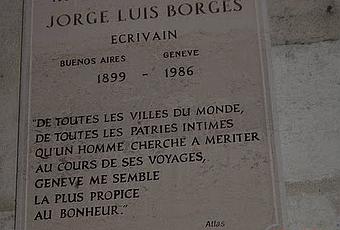 JORGE LUIS BORGES
ECRIVAIN
BUENOS AIRES GENEVE
1899 - 1986
"DE TOUTES LES VILLES DU MONDE,
DE TOUTES LES PATRIES INTIMES
QU'UN HOMME CHERCHE A MERITER
AU COURS DE SES VOYAGES,
GENEVE ME SEMBLE
LA PLUS PROPICE
AU BONHEUR."
Atlas